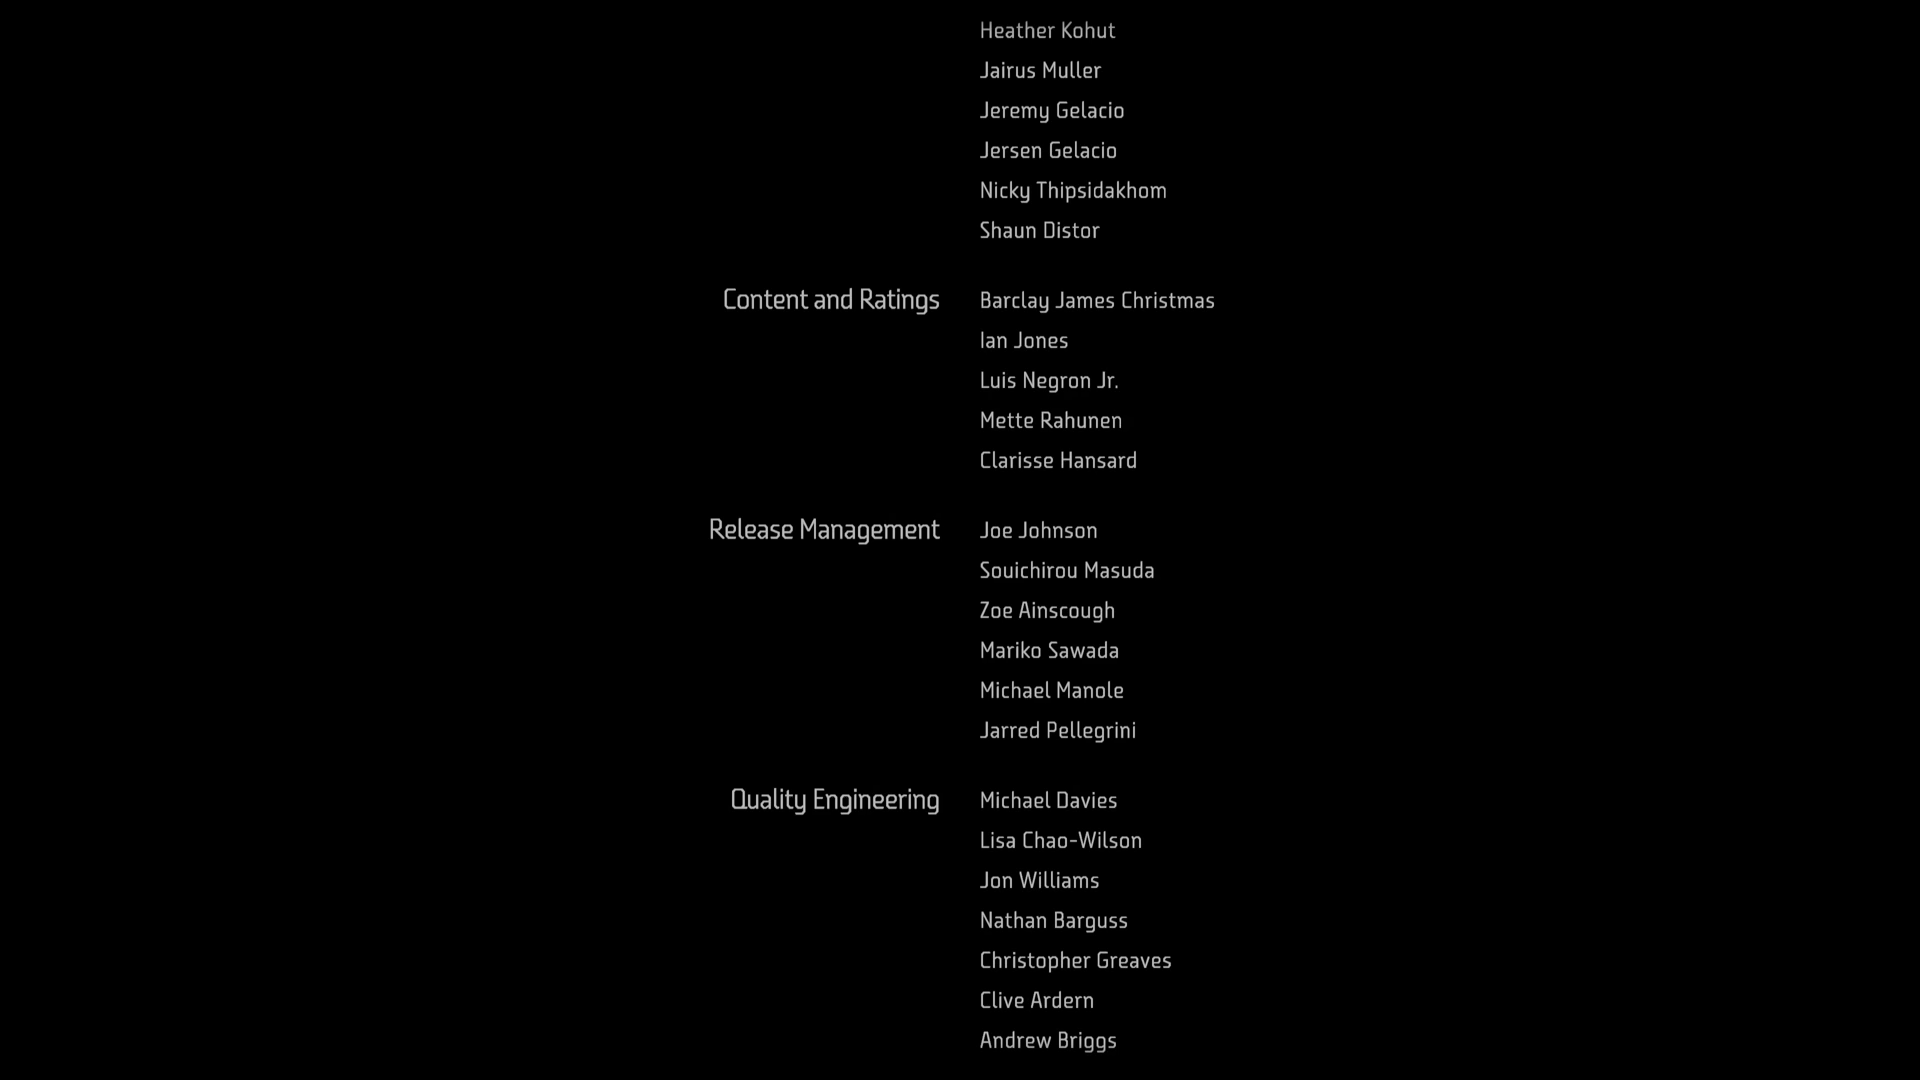 Heather Kohut
Jairus Muller
Jeremy Gelacio
Jersen Gelacio
Nicky Thipsidakhom
Shaun Distor
Content and Ratings Barclay James Christmas
Ian Jones
Luis Negron Jr.
Mette Rahunen
Clarisse Hansard
Release Management Joe Johnson
Souichirou Masuda
Zoe Ainscough
Mariko Sawada
Michael Manole
Jarred Pellegrini
Quality Engineering Michael Davies
Lisa Chao-Wilson
Jon Williams
Nathan Barguss
Christopher Greaves
Clive Ardern
Andrew Briggs